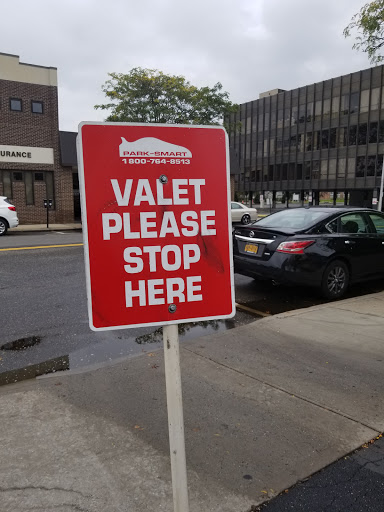 PARK-SMART
1 800-764-8513
VALET
PLEASE
STOP
HERE
URANCE